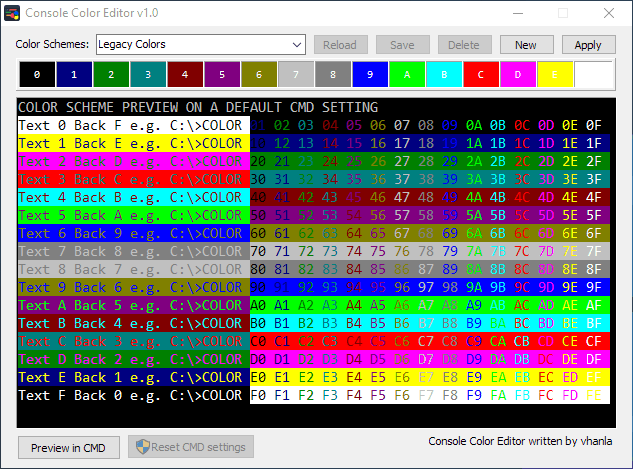 Console Color Editor v1.0
Color Schemes: Legacy Colors Reload Save Delete New Apply
0 1 2 3 4 5 6 7 8 9 A B C D E
COLOR SCHEME PREVIEW ON A DEFAULT CMD SETTING
Text 0 Back F e.g. C:\>COLOR 01 02 03 04 05 06 07 08 09 0A 0B 0C 0D 0E 0F
Text 1 Back E e.g. C:\>COLOR 10 12 13 14 15 16 17 18 19 1A 1B 1C 1D 1E 1F
Text 2 Back D e.g. C:\>COLOR 20 21 23 24 25 26 27 28 29 2A 2B 2C 2D 2E 2F
Text 3 Back C e.g. C:\>COLOR 30 31 32 34 35 36 37 38 39 3A 3B 3C 3D 3E 3F
Text 4 Back B e.g. C:\>COLOR 40 41 42 43 45 46 47 48 49 4A 4B 4C 4D 4E 4F
Text 5 Back A e.g. C:\>COLOR 50 51 52 53 54 56 57 58 59 5A 5B 5C 5D 5E 5F
Text 6 Back 9 e.g. C:\>COLOR 60 61 62 63 64 65 67 68 69 6A 6B 6C 6D 6E 6F
Text 7 Back 8 e.g. C:\>COLOR 70 71 72 73 74 75 76 78 79 7A 7B 7C 7D 7E 7F
Text 8 Back 7 e.g. C:\>COLOR 80 81 82 83 84 85 86 87 89 8A 8B 8C 8D 8E 8F
Text 9 Back 6 e.g. C:\>COLOR 90 91 92 93 94 95 96 97 98 9A 9B 9C 9D 9E 9F
Text A Back 5 e.g. C:\>COLOR A0 A1 A2 A3 A4 A5 A6 A7 A8 A9 AB AC AD AE AF
Text B Back 4 e.g. C:\>COLOR B0 B1 B2 B3 B4 B5 B6 B7 B8 B9 BA BC BD BE BF
Text C Back 3 e.g. C:\>COLOR C0 C1 C2 C3 C4 C5 C6 C7 C8 C9 CA CB CD CE CF
Text D Back 2 e.g. C:\>COLOR D0 D1 D2 D3 D4 D5 D6 D7 D8 D9 DA DB DC DE DF
Text E Back 1 e.g. C:\>COLOR E0 E1 E2 E3 E4 E5 E6 E7 E8 E9 EA EB EC ED EF
Text F Back 0 e.g. C:\>COLOR F0 F1 F2 F3 F4 F5 F6 F7 F8 F9 FA FB FC FD FE
Preview in CMD Reset CMD settings Console Color Editor written by vhanla